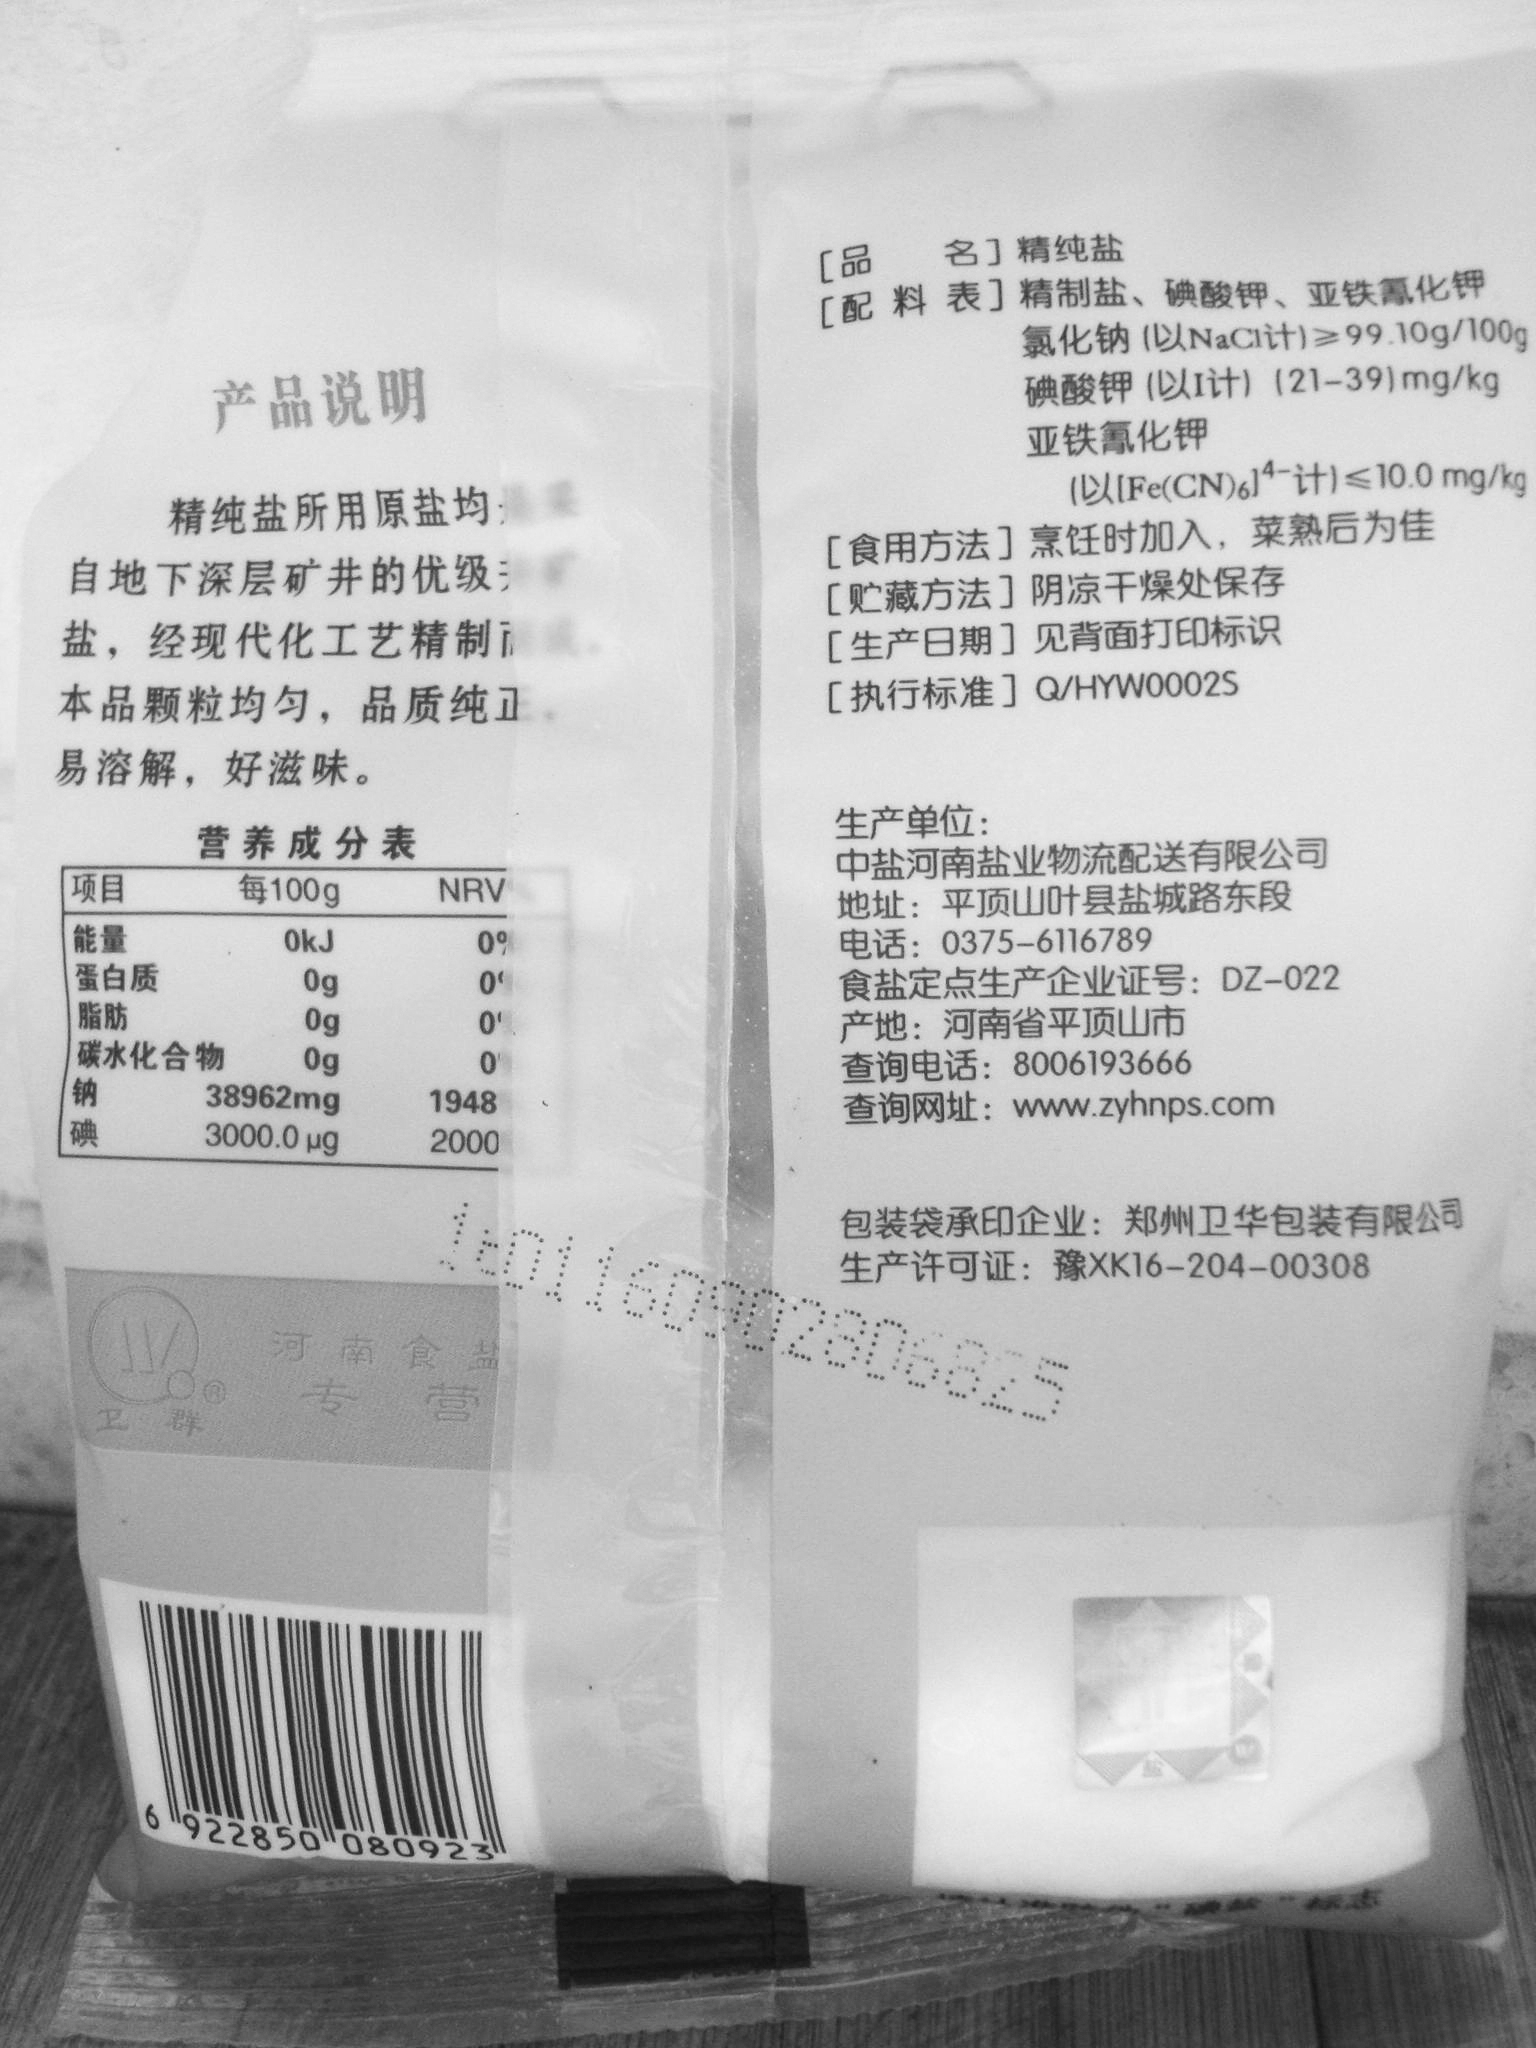 产品说明
精纯盐所用原盐均
自地下深层矿井的优级
盐，经现代化工艺精制
本品颗粒均匀，品质纯正
易溶解，好滋味。
营养成分表
项目 每100g NRV
能量 0kJ 0%
蛋白质 0g 0
脂肪 0g 0
碳水化合物 0g 0
钠 38962mg 1948
碘 3000.0μg 2000
河南食盐
专营
卫群®
6 922850 080923
[品名] 精纯盐
[配料表] 精制盐、碘酸钾、亚铁氰化钾
氯化钠 (以NaCl计)≥99.10g/100g
碘酸钾 (以I计) (21-39)mg/kg
亚铁氰化钾
(以[Fe(CN)₆]⁴⁻计)≤10.0 mg/kg
[食用方法] 烹饪时加入，菜熟后为佳
[贮藏方法] 阴凉干燥处保存
[生产日期] 见背面打印标识
[执行标准] Q/HYW0002S
生产单位：
中盐河南盐业物流配送有限公司
地址：平顶山叶县盐城路东段
电话：0375-6116789
食盐定点生产企业证号：DZ-022
产地：河南省平顶山市
查询电话：8006193666
查询网址：www.zyhnps.com
包装袋承印企业：郑州卫华包装有限公司
生产许可证：豫XK16-204-00308
盐
"碘盐"标志